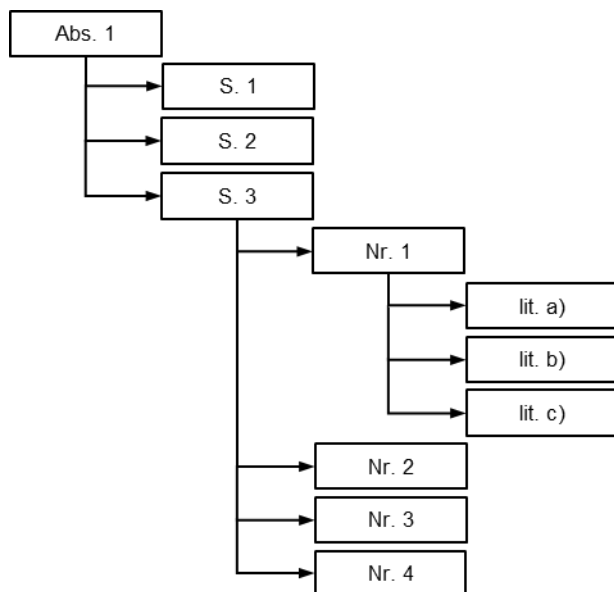 Abs. 1
S. 1
S. 2
S. 3
Nr. 1
lit. a)
lit. b)
lit. c)
Nr. 2
Nr. 3
Nr. 4